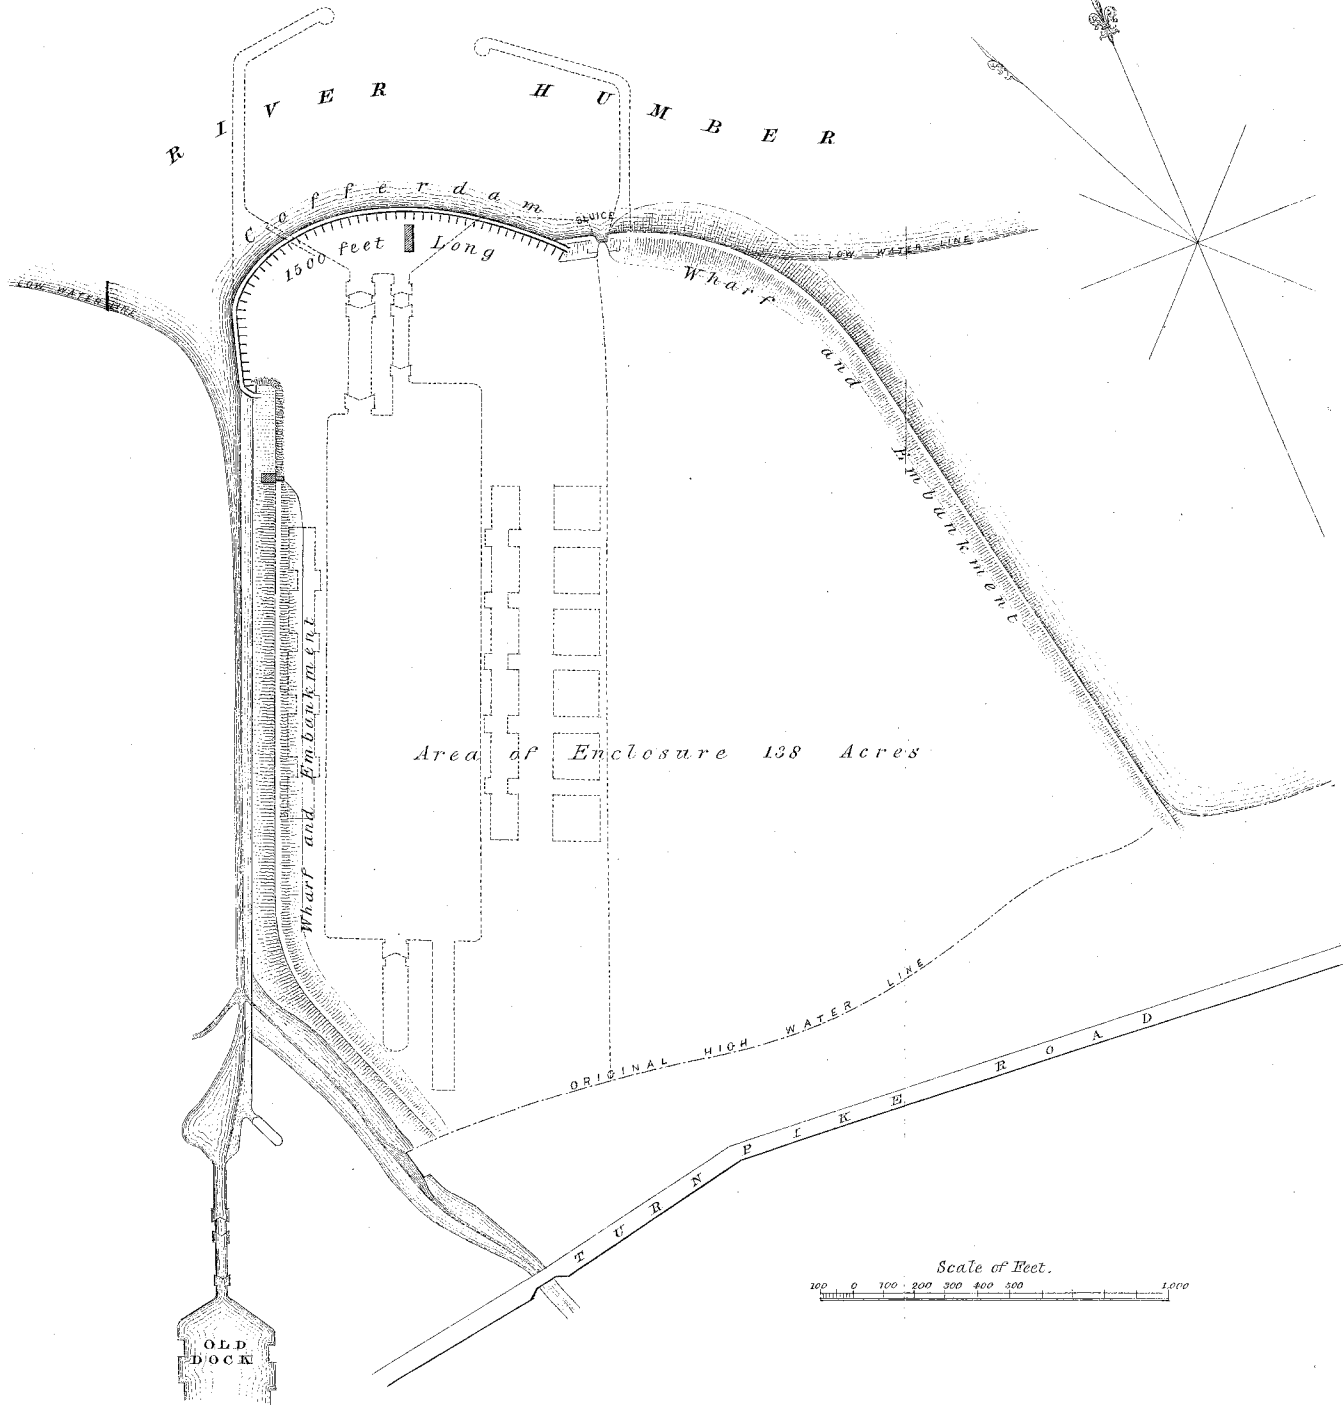 RIVER HUMBER
Cofferdam
1500 feet Long
SLUICE
LOW WATER LINE
LOW WATER LINE
Wharf and Embankment
Wharf and Embankment
Area of Enclosure 138 Acres
ORIGINAL HIGH WATER LINE
TURNPIKE ROAD
Scale of Feet.
100 0 100 200 300 400 500 1,000
OLD
DOCK